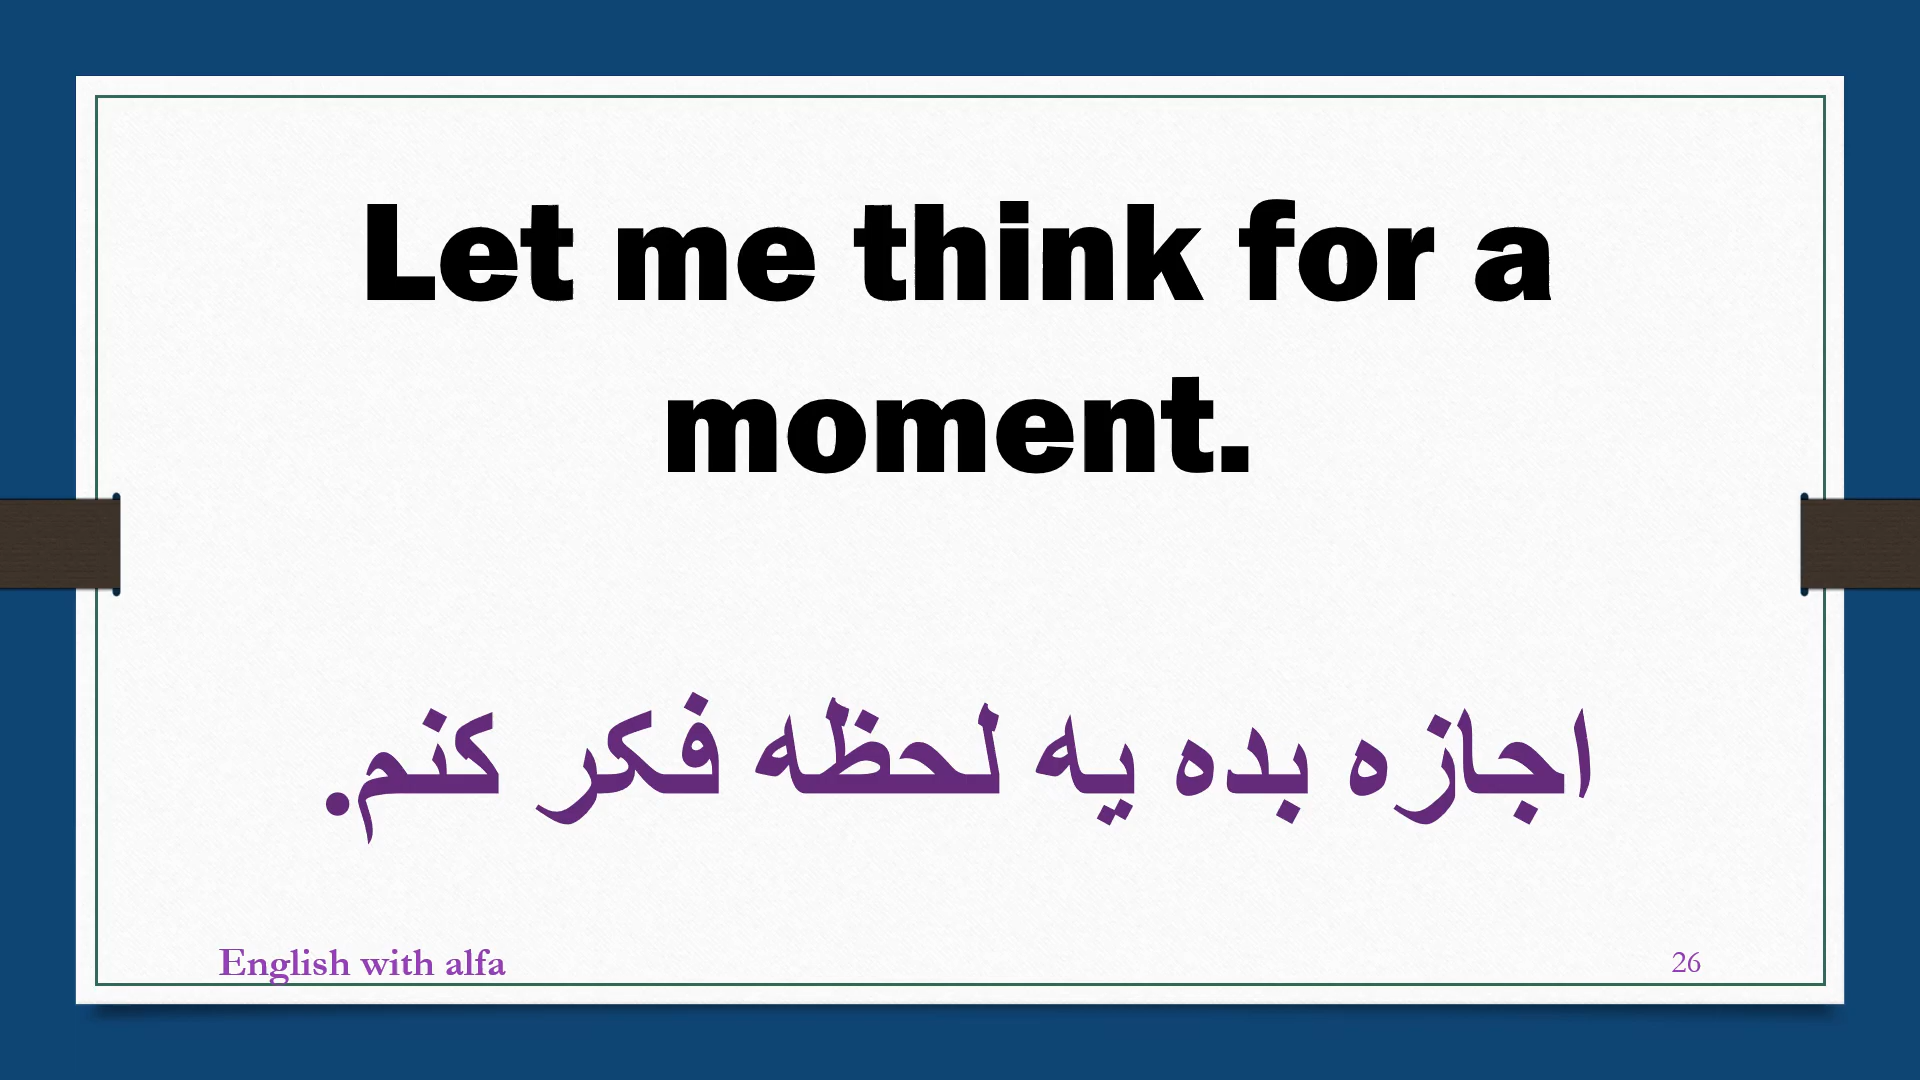 Let me think for a
moment.
اجازه بده یه لحظه فکر کنم.
English with alfa
26